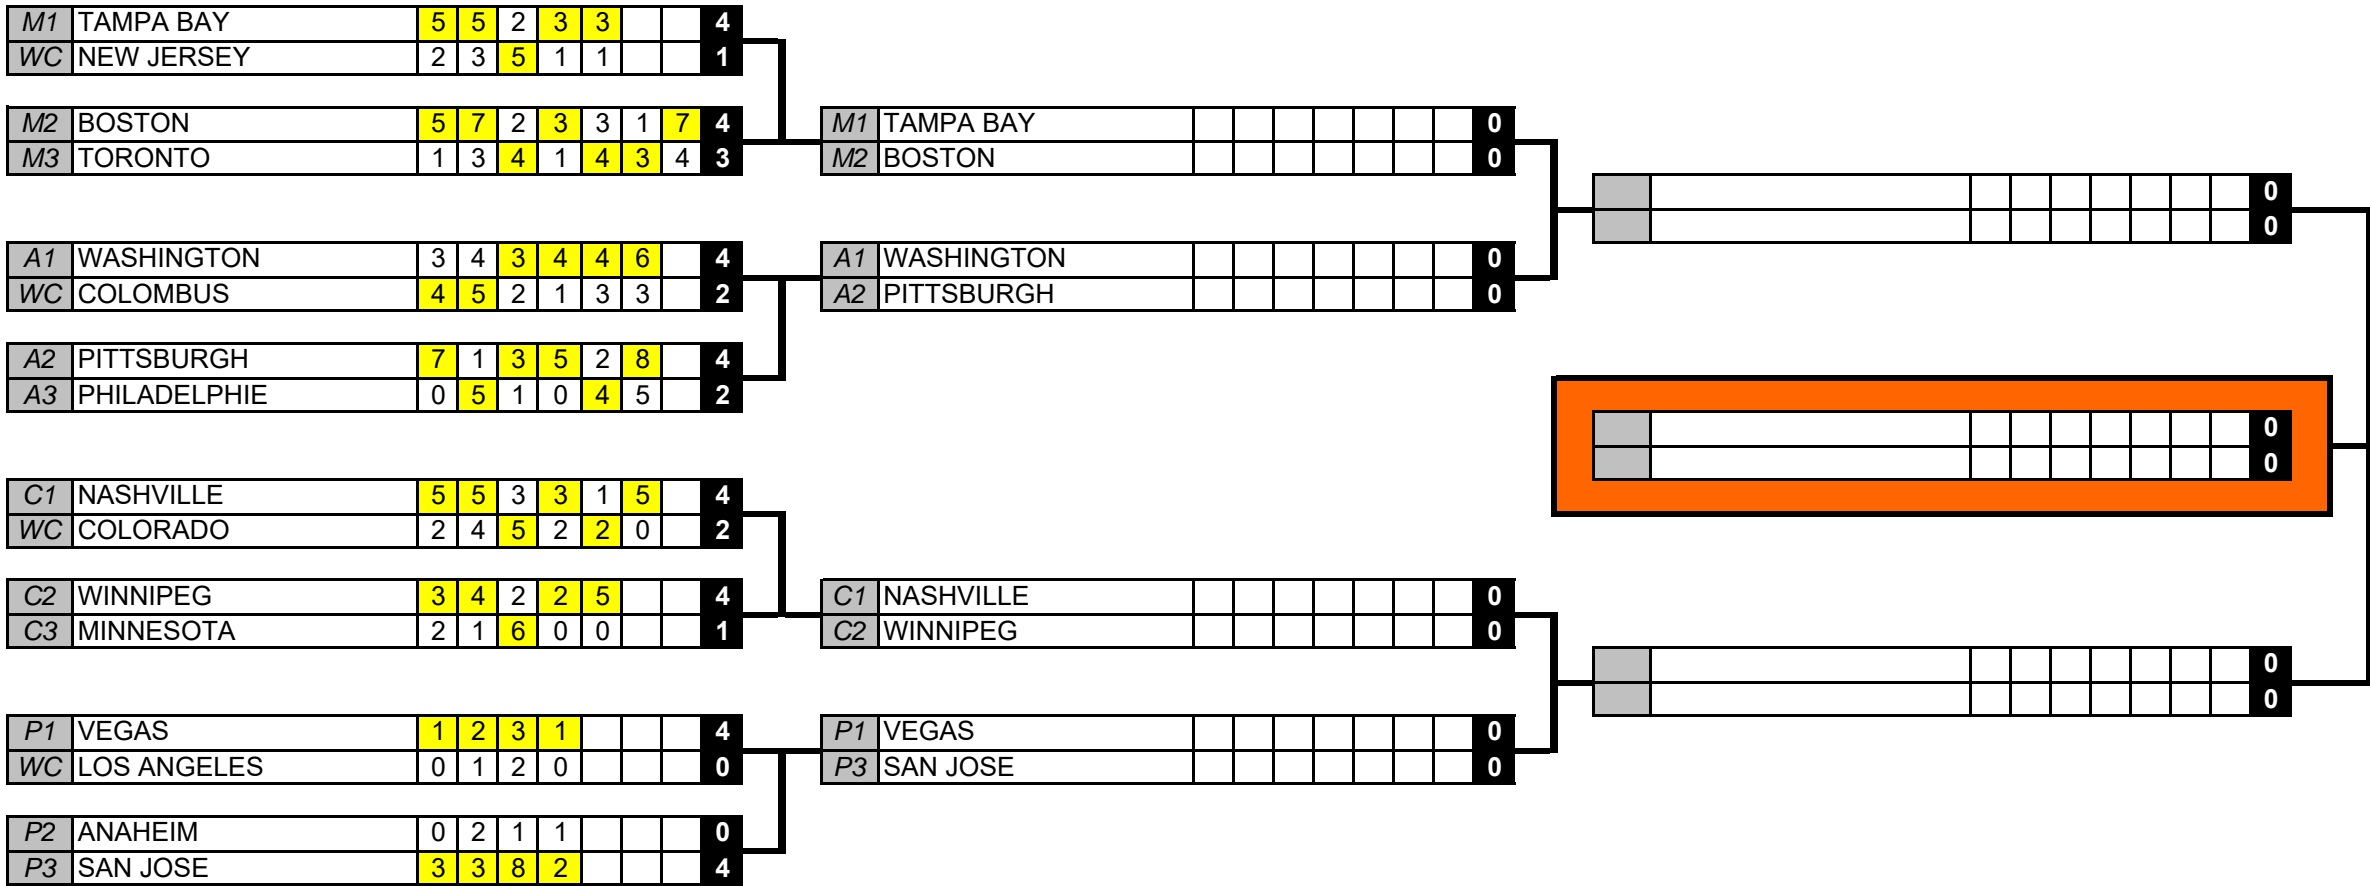 M1 TAMPA BAY 5 5 2 3 3 4
WC NEW JERSEY 2 3 5 1 1 1
M2 BOSTON 5 7 2 3 3 1 7 4 M1 TAMPA BAY 0
M3 TORONTO 1 3 4 1 4 3 4 3 M2 BOSTON 0
0
0
A1 WASHINGTON 3 4 3 4 4 6 4 A1 WASHINGTON 0
WC COLOMBUS 4 5 2 1 3 3 2 A2 PITTSBURGH 0
A2 PITTSBURGH 7 1 3 5 2 8 4
A3 PHILADELPHIE 0 5 1 0 4 5 2
0
0
C1 NASHVILLE 5 5 3 3 1 5 4
WC COLORADO 2 4 5 2 2 0 2
C2 WINNIPEG 3 4 2 2 5 4 C1 NASHVILLE 0
C3 MINNESOTA 2 1 6 0 0 1 C2 WINNIPEG 0
0
0
P1 VEGAS 1 2 3 1 4 P1 VEGAS 0
WC LOS ANGELES 0 1 2 0 0 P3 SAN JOSE 0
P2 ANAHEIM 0 2 1 1 0
P3 SAN JOSE 3 3 8 2 4